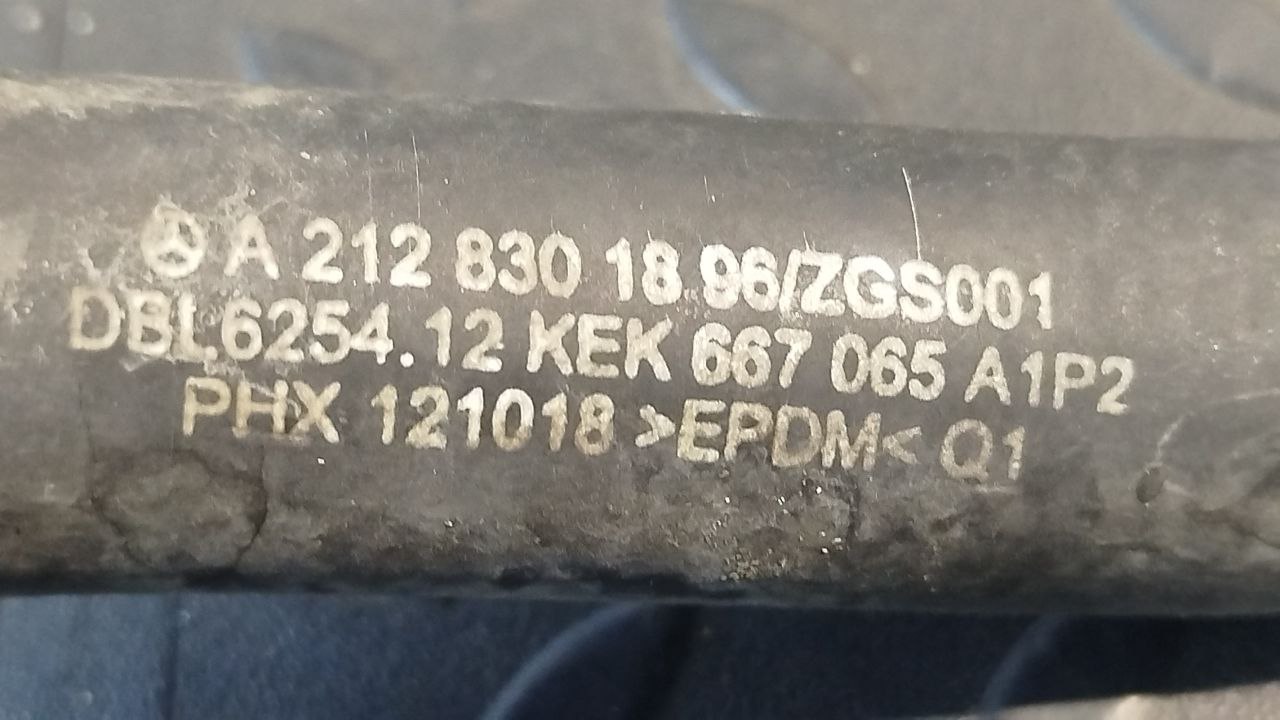 A 212 830 18 96/ZGS001
DBL6254.12 KEK 667 065 A1P2
PHX 121018 >EPDM< Q1